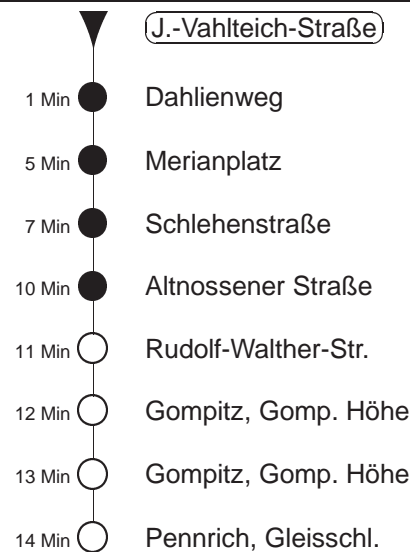 J.-Vahlteich-Straße
1 Min Dahlienweg
5 Min Merianplatz
7 Min Schlehenstraße
10 Min Altnossener Straße
11 Min Rudolf-Walther-Str.
12 Min Gompitz, Gomp. Höhe
13 Min Gompitz, Gomp. Höhe
14 Min Pennrich, Gleisschl.